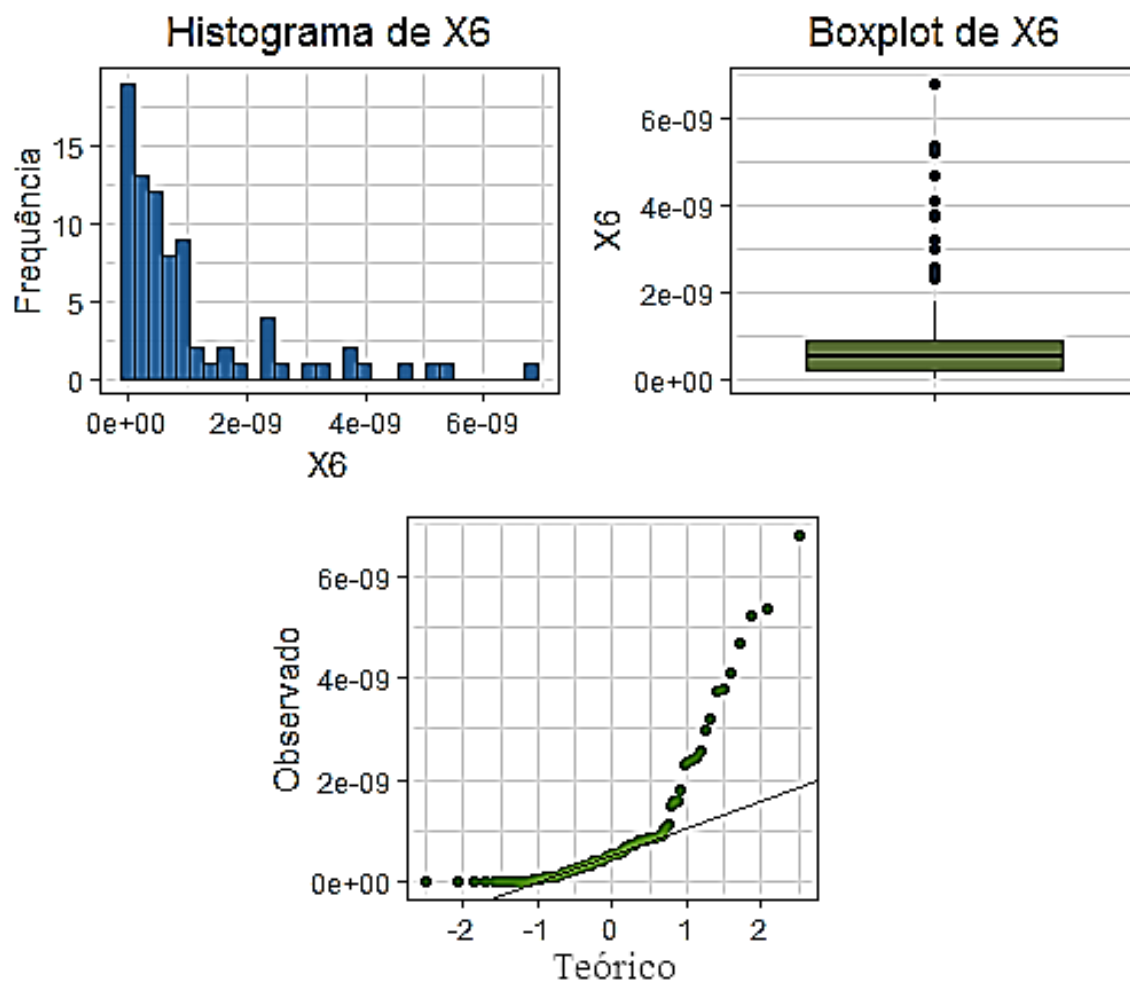 Histograma de X6
Frequência
15
10
5
0
0e+00 2e-09 4e-09 6e-09
X6
Boxplot de X6
X6
6e-09
4e-09
2e-09
0e+00
Observado
6e-09
4e-09
2e-09
0e+00
-2 -1 0 1 2
Teórico